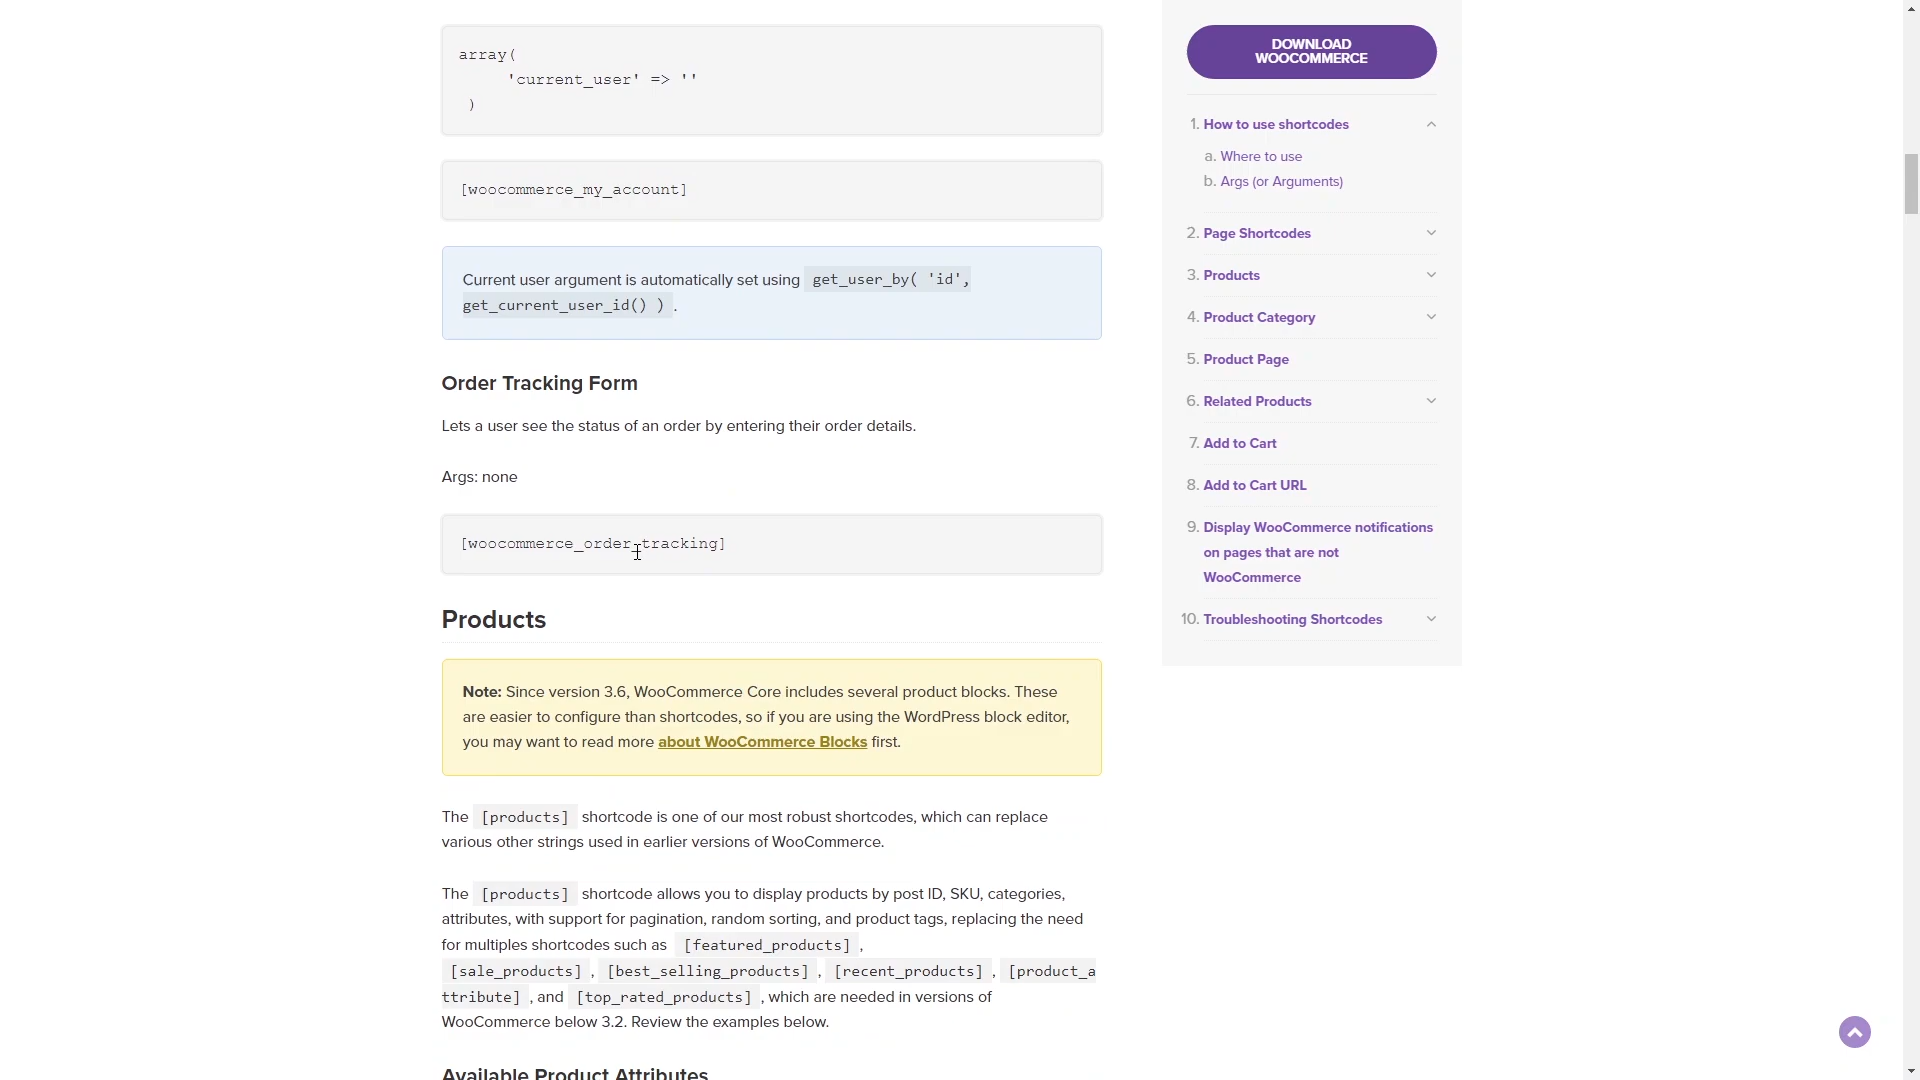 array(
'current_user' => ''
)
[woocommerce_my_account]
Current user argument is automatically set using get_user_by( 'id',
get_current_user_id() ) .
Order Tracking Form
Lets a user see the status of an order by entering their order details.
Args: none
[woocommerce_order_tracking]
Products
Note: Since version 3.6, WooCommerce Core includes several product blocks. These
are easier to configure than shortcodes, so if you are using the WordPress block editor,
you may want to read more about WooCommerce Blocks first.
The [products] shortcode is one of our most robust shortcodes, which can replace
various other strings used in earlier versions of WooCommerce.
The [products] shortcode allows you to display products by post ID, SKU, categories,
attributes, with support for pagination, random sorting, and product tags, replacing the need
for multiples shortcodes such as [featured_products] ,
[sale_products] , [best_selling_products] , [recent_products] , [product_a
ttribute] , and [top_rated_products] , which are needed in versions of
WooCommerce below 3.2. Review the examples below.
Available Product Attributes
DOWNLOAD
WOOCOMMERCE
1. How to use shortcodes
a. Where to use
b. Args (or Arguments)
2. Page Shortcodes
3. Products
4. Product Category
5. Product Page
6. Related Products
7. Add to Cart
8. Add to Cart URL
9. Display WooCommerce notifications
on pages that are not
WooCommerce
10. Troubleshooting Shortcodes